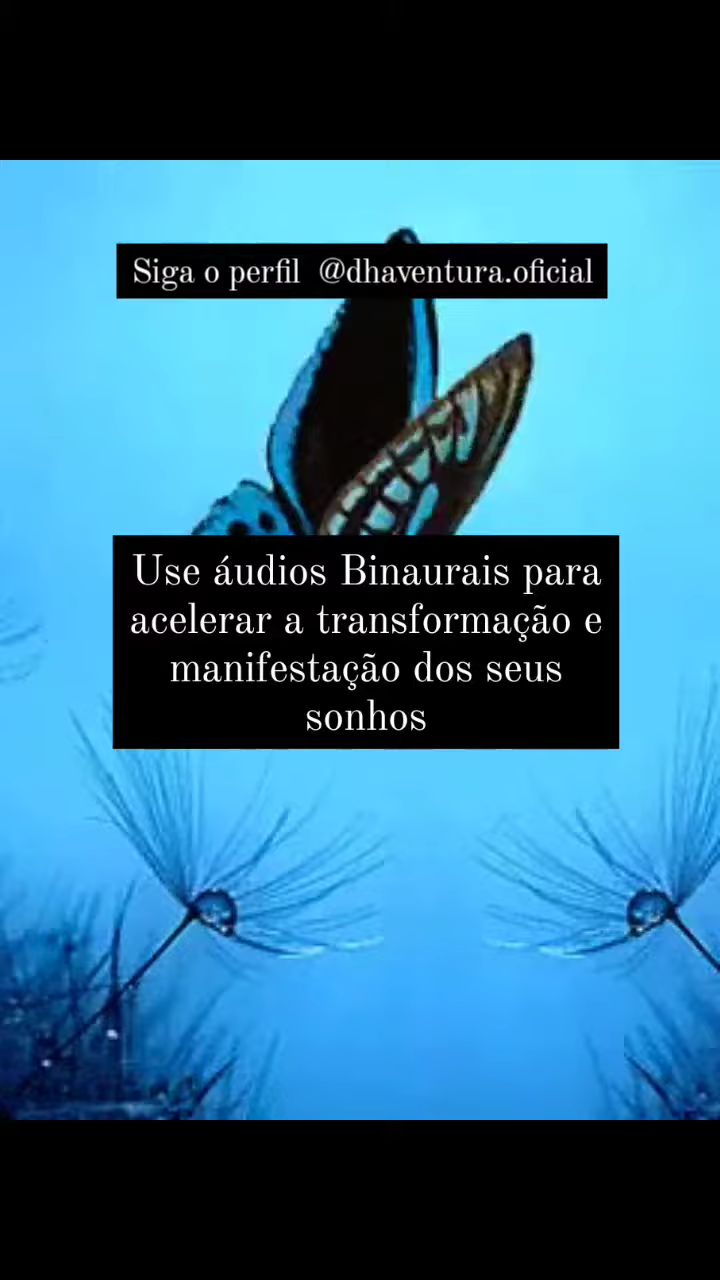 Siga o perfil @dhaventura.oficial
Use áudios Binaurais para
acelerar a transformação e
manifestação dos seus
sonhos